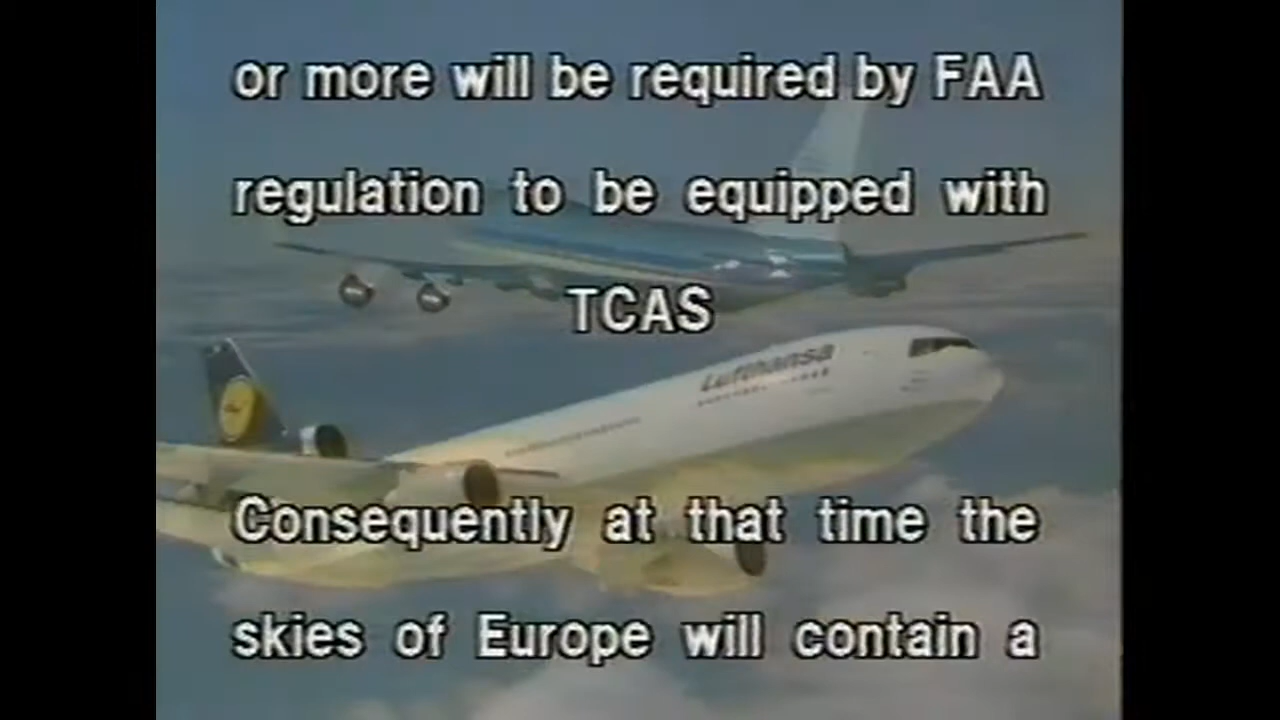 or more will be required by FAA
regulation to be equipped with
TCAS
Lufthansa
Consequently at that time the
skies of Europe will contain a